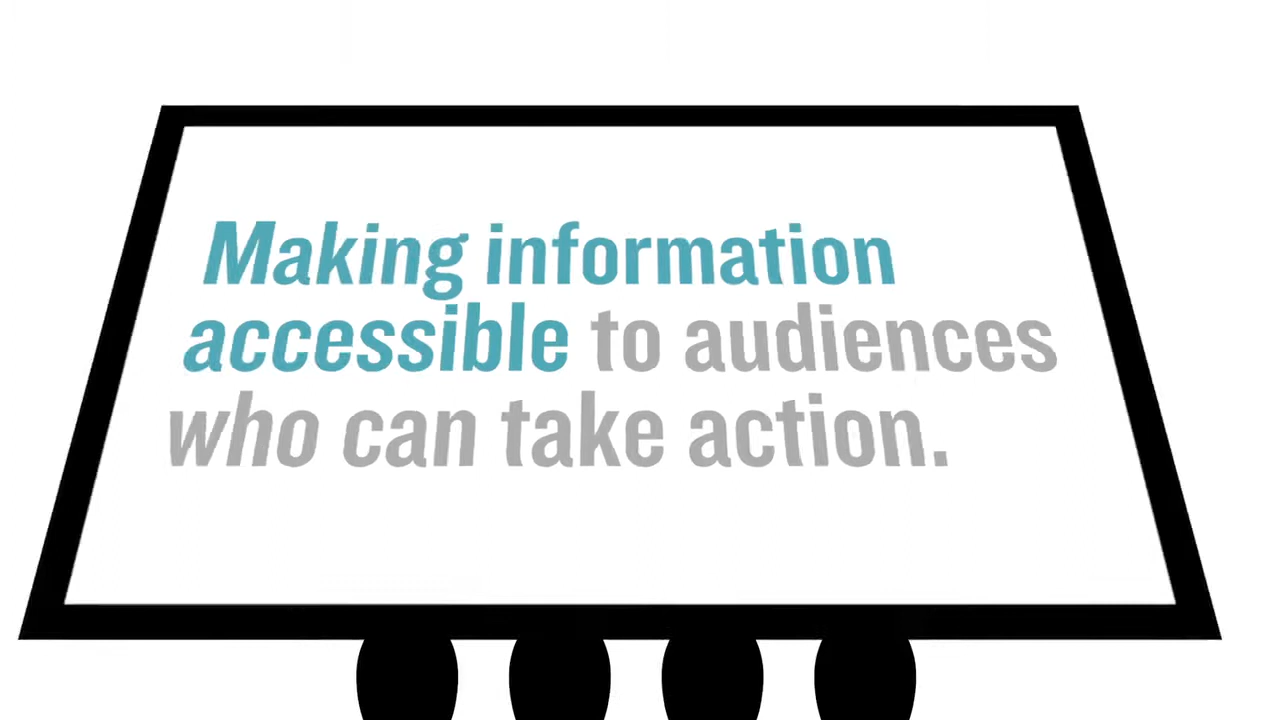 Making information
accessible to audiences
who can take action.